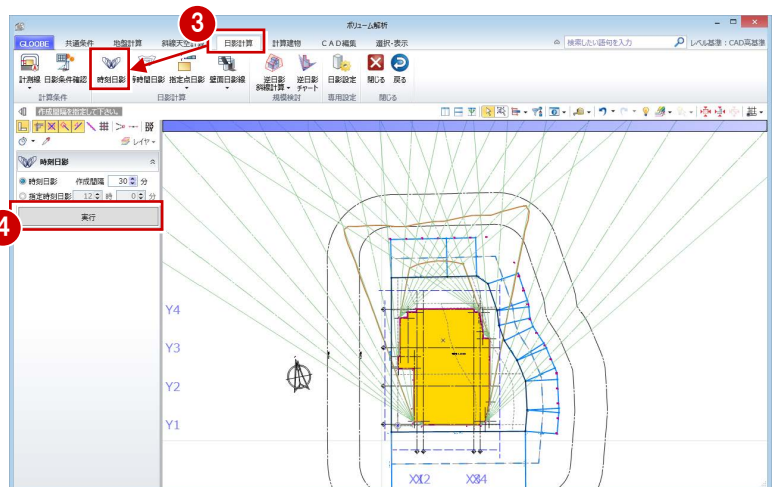 3
ボリューム解析
GLOOBE 共通条件 地盤計算 斜線天空計算 日影計算 計算建物 CAD編集 選択・表示 検索したい語句を入力 レベル基準:CAD高基準
計測線 日影条件確認 時刻日影 等時間日影 指定点日影 壁面日影線 逆日影斜線計算 逆日影チャート 日影設定 閉じる 戻る
計算条件 日影計算 規模検討 専用設定 閉じる
作成間隔を指定して下さい。
レイヤ
時刻日影
時刻日影 作成間隔 30 分
指定時刻日影 12 時 0 分
実行
4
Y4
Y3
Y2
Y1